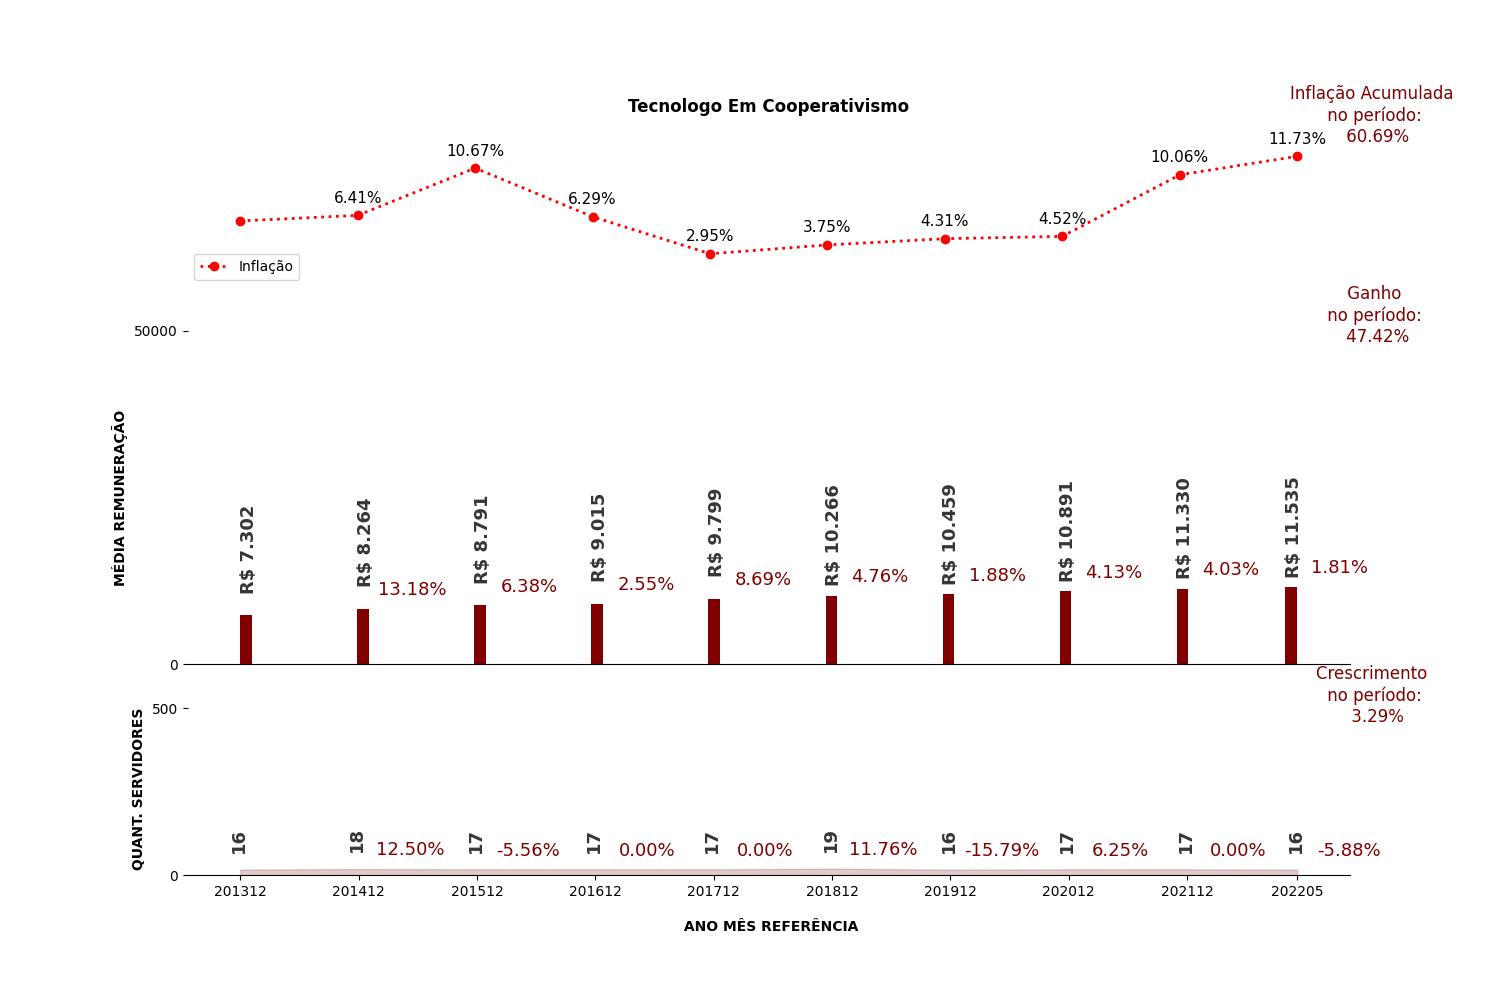 Tecnologo Em Cooperativismo
Inflação Acumulada
no período:
60.69%
6.41%
10.67%
6.29%
2.95%
3.75%
4.31%
4.52%
10.06%
11.73%
Inflação
Ganho
no período:
47.42%
50000
0
MÉDIA REMUNERAÇÃO
R$ 7.302
R$ 8.264
R$ 8.791
R$ 9.015
R$ 9.799
R$ 10.266
R$ 10.459
R$ 10.891
R$ 11.330
R$ 11.535
13.18%
6.38%
2.55%
8.69%
4.76%
1.88%
4.13%
4.03%
1.81%
Crescrimento
no período:
3.29%
500
0
QUANT. SERVIDORES
16
18
17
17
17
19
16
17
17
16
12.50%
-5.56%
0.00%
0.00%
11.76%
-15.79%
6.25%
0.00%
-5.88%
201312
201412
201512
201612
201712
201812
201912
202012
202112
202205
ANO MÊS REFERÊNCIA